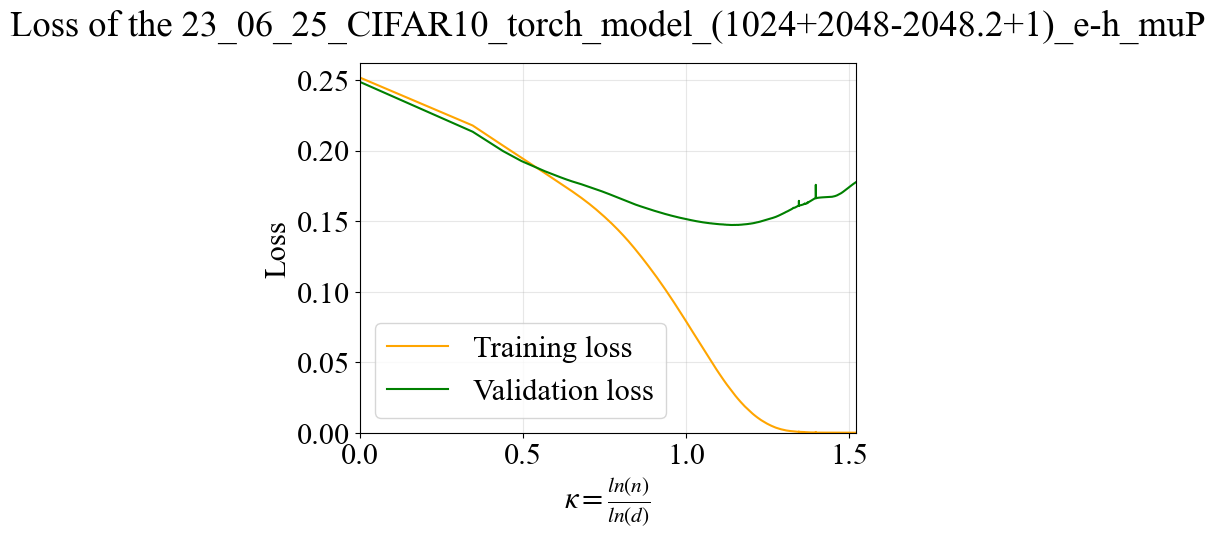 Loss of the 23_06_25_CIFAR10_torch_model_(1024+2048-2048.2+1)_e-h_muP
0.25
0.20
0.15
0.10
0.05
0.00
Loss
Training loss
Validation loss
0.0 0.5 1.0 1.5
κ = ln(n)/ln(d)